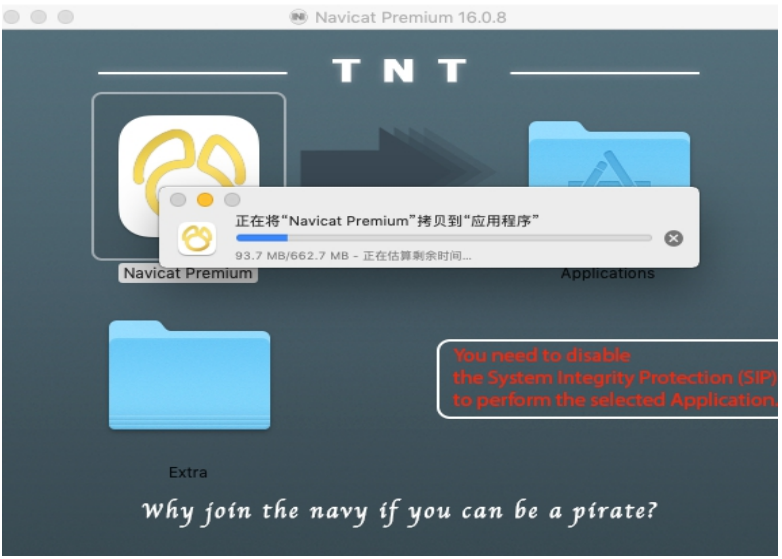 Navicat Premium 16.0.8
TNT
正在将“Navicat Premium”拷贝到“应用程序”
93.7 MB/662.7 MB - 正在估算剩余时间...
Navicat Premium
Applications
You need to disable
the System Integrity Protection (SIP)
to perform the selected Application.
Extra
Why join the navy if you can be a pirate?